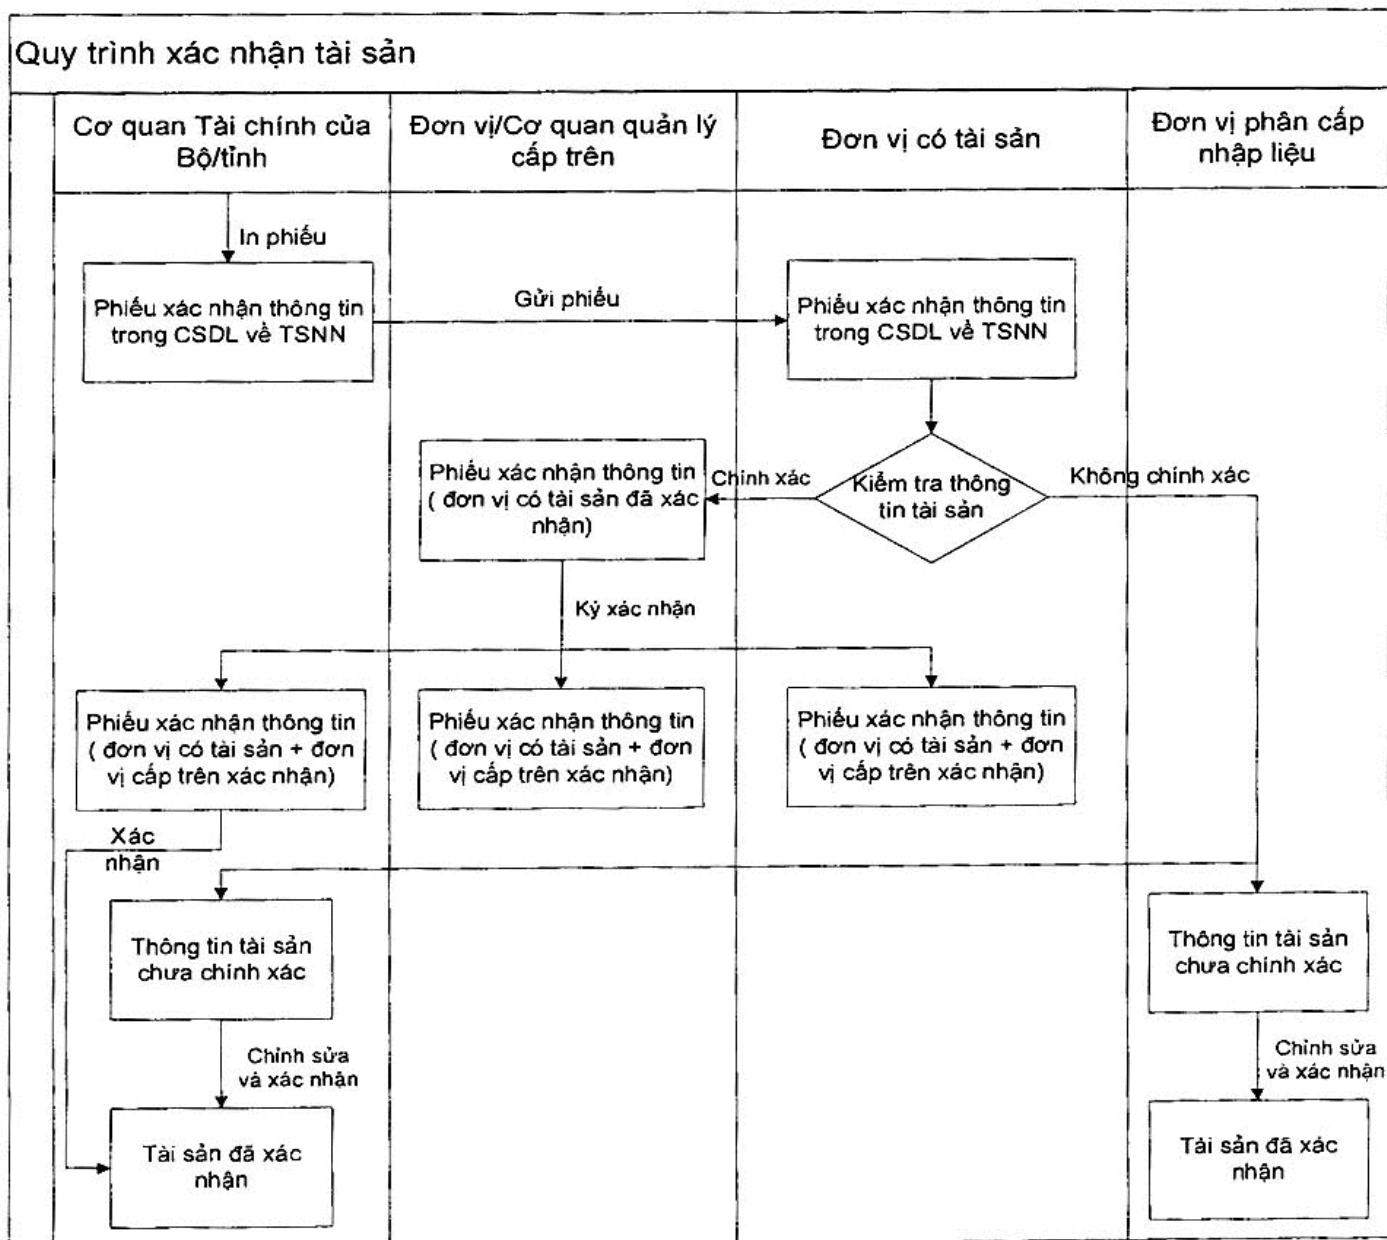 Quy trình xác nhận tài sản
Cơ quan Tài chính của
Bộ/tỉnh
Đơn vị/Cơ quan quản lý
cấp trên
Đơn vị có tài sản
Đơn vị phân cấp
nhập liệu
In phiếu
Phiếu xác nhận thông tin
trong CSDL về TSNN
Gửi phiếu
Phiếu xác nhận thông tin
trong CSDL về TSNN
Phiếu xác nhận thông tin
( đơn vị có tài sản đã xác
nhận)
Chính xác
Kiểm tra thông
tin tài sản
Không chính xác
Ký xác nhận
Phiếu xác nhận thông tin
( đơn vị có tài sản + đơn
vị cấp trên xác nhận)
Phiếu xác nhận thông tin
( đơn vị có tài sản + đơn
vị cấp trên xác nhận)
Phiếu xác nhận thông tin
( đơn vị có tài sản + đơn
vị cấp trên xác nhận)
Xác
nhận
Thông tin tài sản
chưa chính xác
Thông tin tài sản
chưa chính xác
Chỉnh sửa
và xác nhận
Chỉnh sửa
và xác nhận
Tài sản đã xác
nhận
Tài sản đã xác
nhận